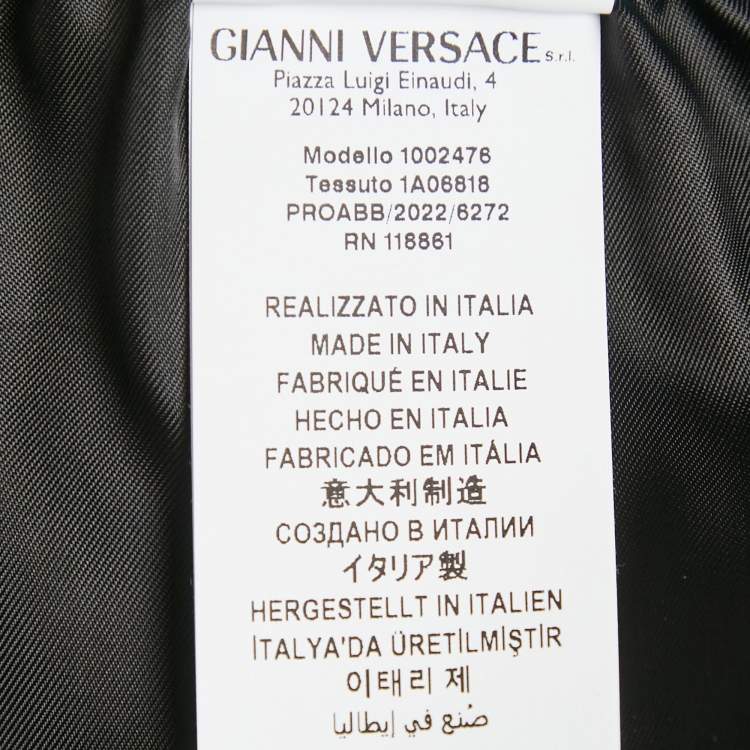 GIANNI VERSACE S.r.l.
Piazza Luigi Einaudi, 4
20124 Milano, Italy
Modello 1002476
Tessuto 1A06818
PROABB/2022/6272
RN 118861
REALIZZATO IN ITALIA
MADE IN ITALY
FABRIQUÉ EN ITALIE
HECHO EN ITALIA
FABRICADO EM ITÁLIA
意大利制造
СОЗДАНО В ИТАЛИИ
イタリア製
HERGESTELLT IN ITALIEN
İTALYA'DA ÜRETİLMİŞTİR
이태리 제
صُنع في إيطاليا